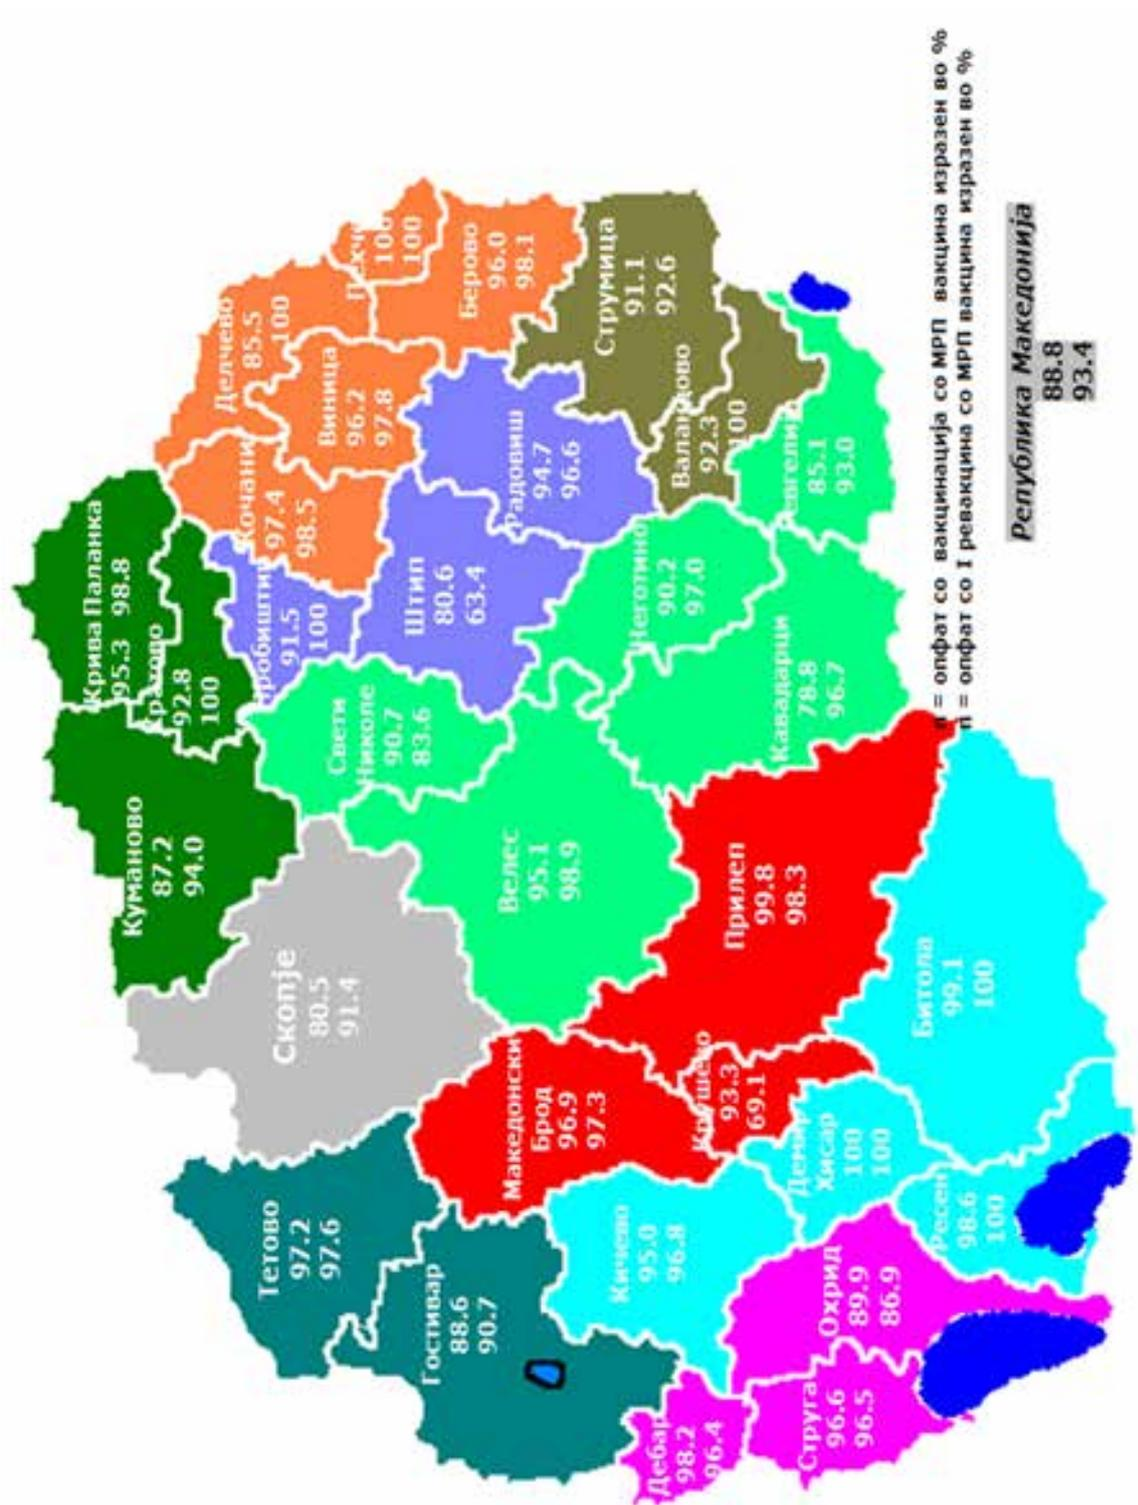 Крива Паланка
95.3 98.8
Кратово
92.8
100
Куманово
87.2
94.0
Скопје
80.5
91.4
Тетово
97.2
97.6
Гостивар
88.6
90.7
Делчево
85.5
100
100
100
Берово
96.0
98.1
Виница
96.2
97.8
Кочани
97.4
98.5
Пробиштип
91.5
100
Штип
80.6
63.4
Радовиш
94.7
96.6
Струмица
91.1
92.6
Валандово
92.3
100
Гевгелија
85.1
93.0
Неготино
90.2
97.0
Кавадарци
78.8
96.7
Свети
Николе
90.7
83.6
Велес
95.1
98.9
Прилеп
99.8
98.3
Македонски
Брод
96.9
97.3
Крушево
93.3
69.1
Битола
99.1
100
Демир
Хисар
100
100
Ресен
98.6
100
Кичево
95.0
96.8
Охрид
89.9
86.9
Струга
96.6
96.5
Дебар
98.2
96.4
n = опфат со вакцинација со МРП вакцина изразен во %
n = опфат со I ревакцина со МРП вакцина изразен во %
Република Македонија
88.8
93.4